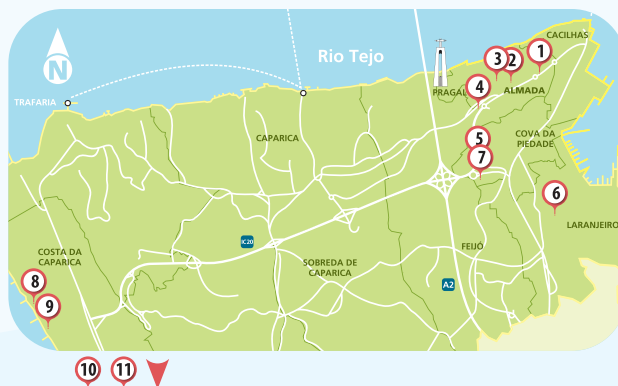 N
Rio Tejo
CACILHAS
1
3
2
TRAFARIA
4
PRAGAL
ALMADA
CAPARICA
5
COVA DA
PIEDADE
7
6
LARANJEIRO
COSTA DA
CAPARICA
IC20
SOBREDA DE
CAPARICA
FEIJÓ
8
A2
9
10
11